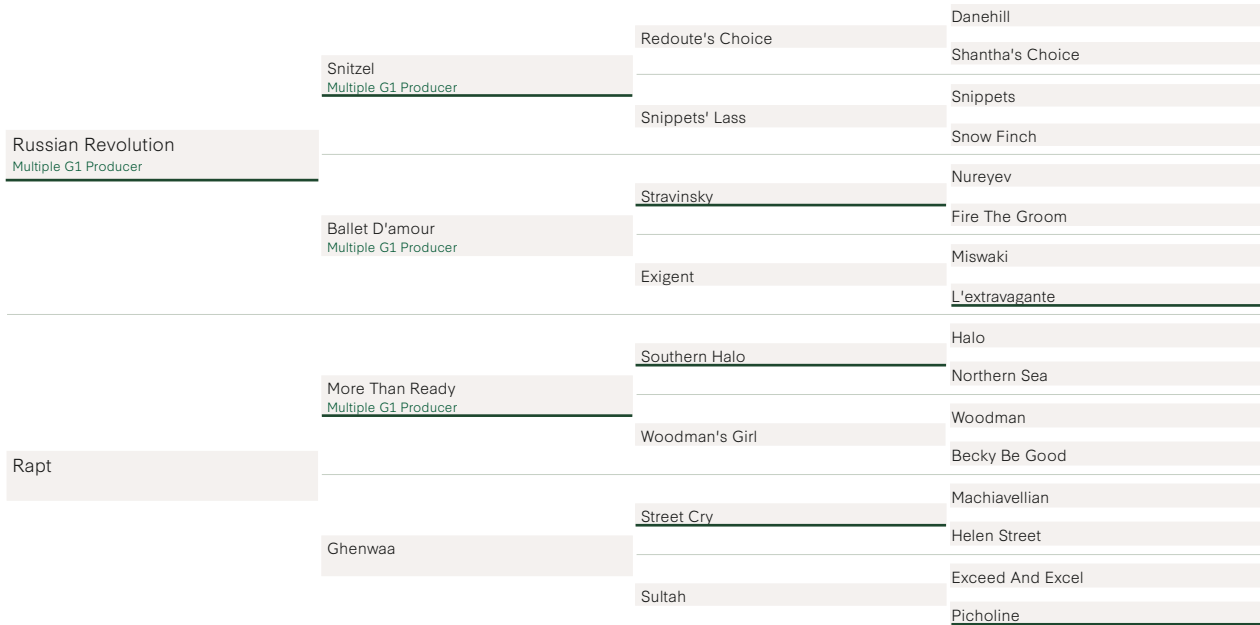 Danehill
Redoute's Choice
Shantha's Choice
Snitzel
Multiple G1 Producer
Snippets
Snippets' Lass
Snow Finch
Russian Revolution
Multiple G1 Producer
Nureyev
Stravinsky
Fire The Groom
Ballet D'amour
Multiple G1 Producer
Miswaki
Exigent
L'extravagante
Halo
Southern Halo
Northern Sea
More Than Ready
Multiple G1 Producer
Woodman
Woodman's Girl
Becky Be Good
Rapt
Machiavellian
Street Cry
Helen Street
Ghenwaa
Exceed And Excel
Sultah
Picholine